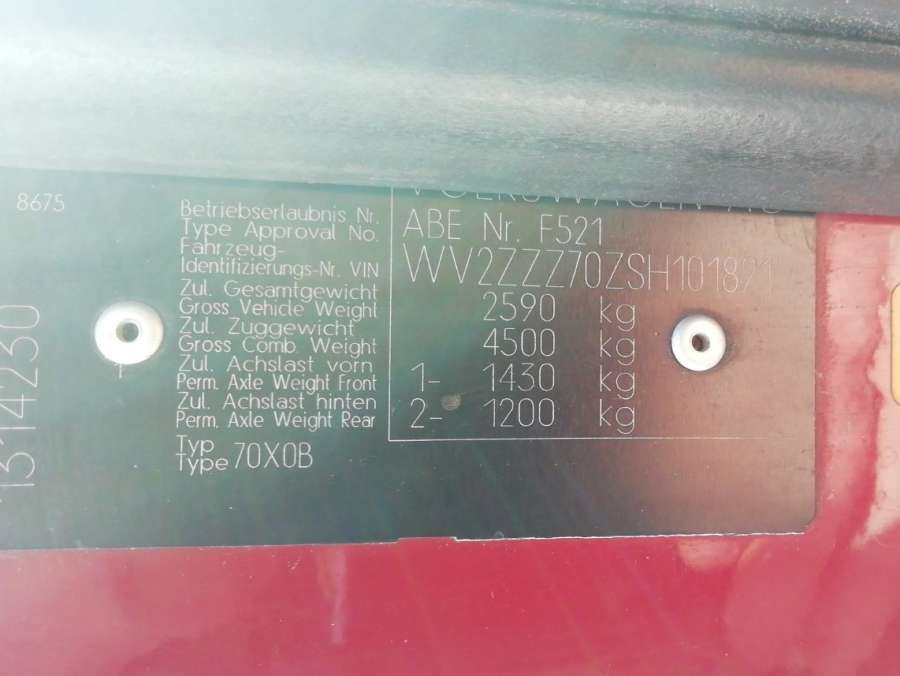 8675
1314230
Betriebserlaubnis Nr.
Type Approval No.
ABE Nr. F521
Fahrzeug-
Identifizierungs-Nr. VIN
WV2ZZZ70ZSH101871
Zul. Gesamtgewicht
Gross Vehicle Weight
2590 kg
Zul. Zuggewicht
Gross Comb. Weight
4500 kg
Zul. Achslast vorn
Perm. Axle Weight Front
1- 1430 kg
Zul. Achslast hinten
Perm. Axle Weight Rear
2- 1200 kg
Typ
Type 70X0B